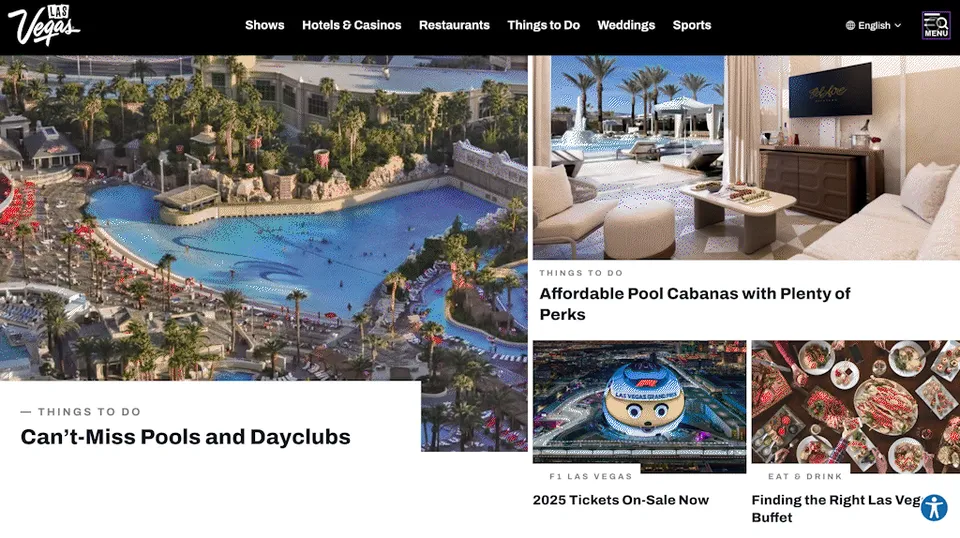 LAS
Vegas
Shows
Hotels & Casinos
Restaurants
Things to Do
Weddings
Sports
English
MENU
— THINGS TO DO
Can’t-Miss Pools and Dayclubs
THINGS TO DO
Affordable Pool Cabanas with Plenty of
Perks
LAS VEGAS GRAND PRIX
F1 LAS VEGAS
2025 Tickets On-Sale Now
EAT & DRINK
Finding the Right Las
Buffet